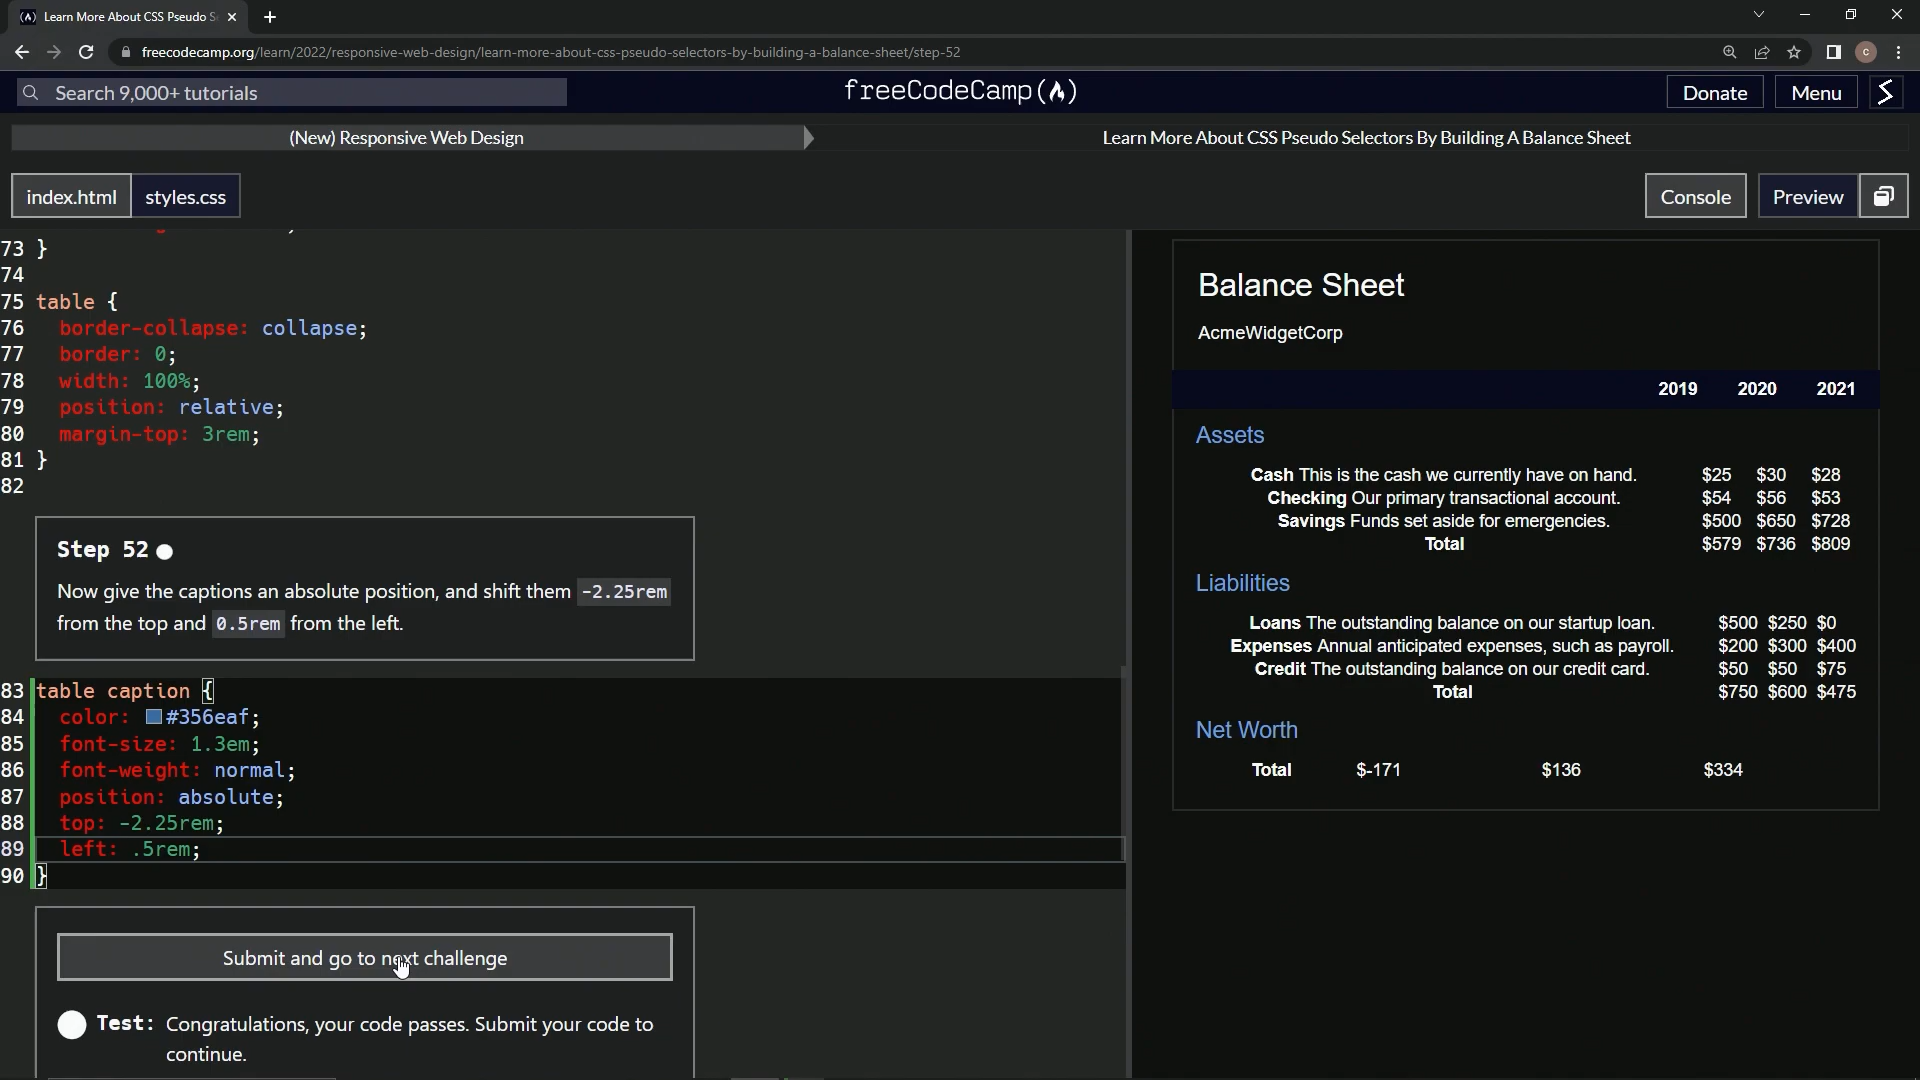 Learn More About CSS Pseudo S
freecodecamp.org/learn/2022/responsive-web-design/learn-more-about-css-pseudo-selectors-by-building-a-balance-sheet/step-52
C
Search 9,000+ tutorials
freeCodeCamp
Donate
Menu
(New) Responsive Web Design
Learn More About CSS Pseudo Selectors By Building A Balance Sheet
index.html
styles.css
Console
Preview
73 }
74
75 table {
76 border-collapse: collapse;
77 border: 0;
78 width: 100%;
79 position: relative;
80 margin-top: 3rem;
81 }
82
Step 52
Now give the captions an absolute position, and shift them -2.25rem
from the top and 0.5rem from the left.
83 table caption {
84 color: #356eaf;
85 font-size: 1.3em;
86 font-weight: normal;
87 position: absolute;
88 top: -2.25rem;
89 left: .5rem;
90 }
Submit and go to next challenge
Test: Congratulations, your code passes. Submit your code to
continue.
Balance Sheet
AcmeWidgetCorp
2019 2020 2021
Assets
Cash This is the cash we currently have on hand. $25 $30 $28
Checking Our primary transactional account. $54 $56 $53
Savings Funds set aside for emergencies. $500 $650 $728
Total $579 $736 $809
Liabilities
Loans The outstanding balance on our startup loan. $500 $250 $0
Expenses Annual anticipated expenses, such as payroll. $200 $300 $400
Credit The outstanding balance on our credit card. $50 $50 $75
Total $750 $600 $475
Net Worth
Total $-171 $136 $334